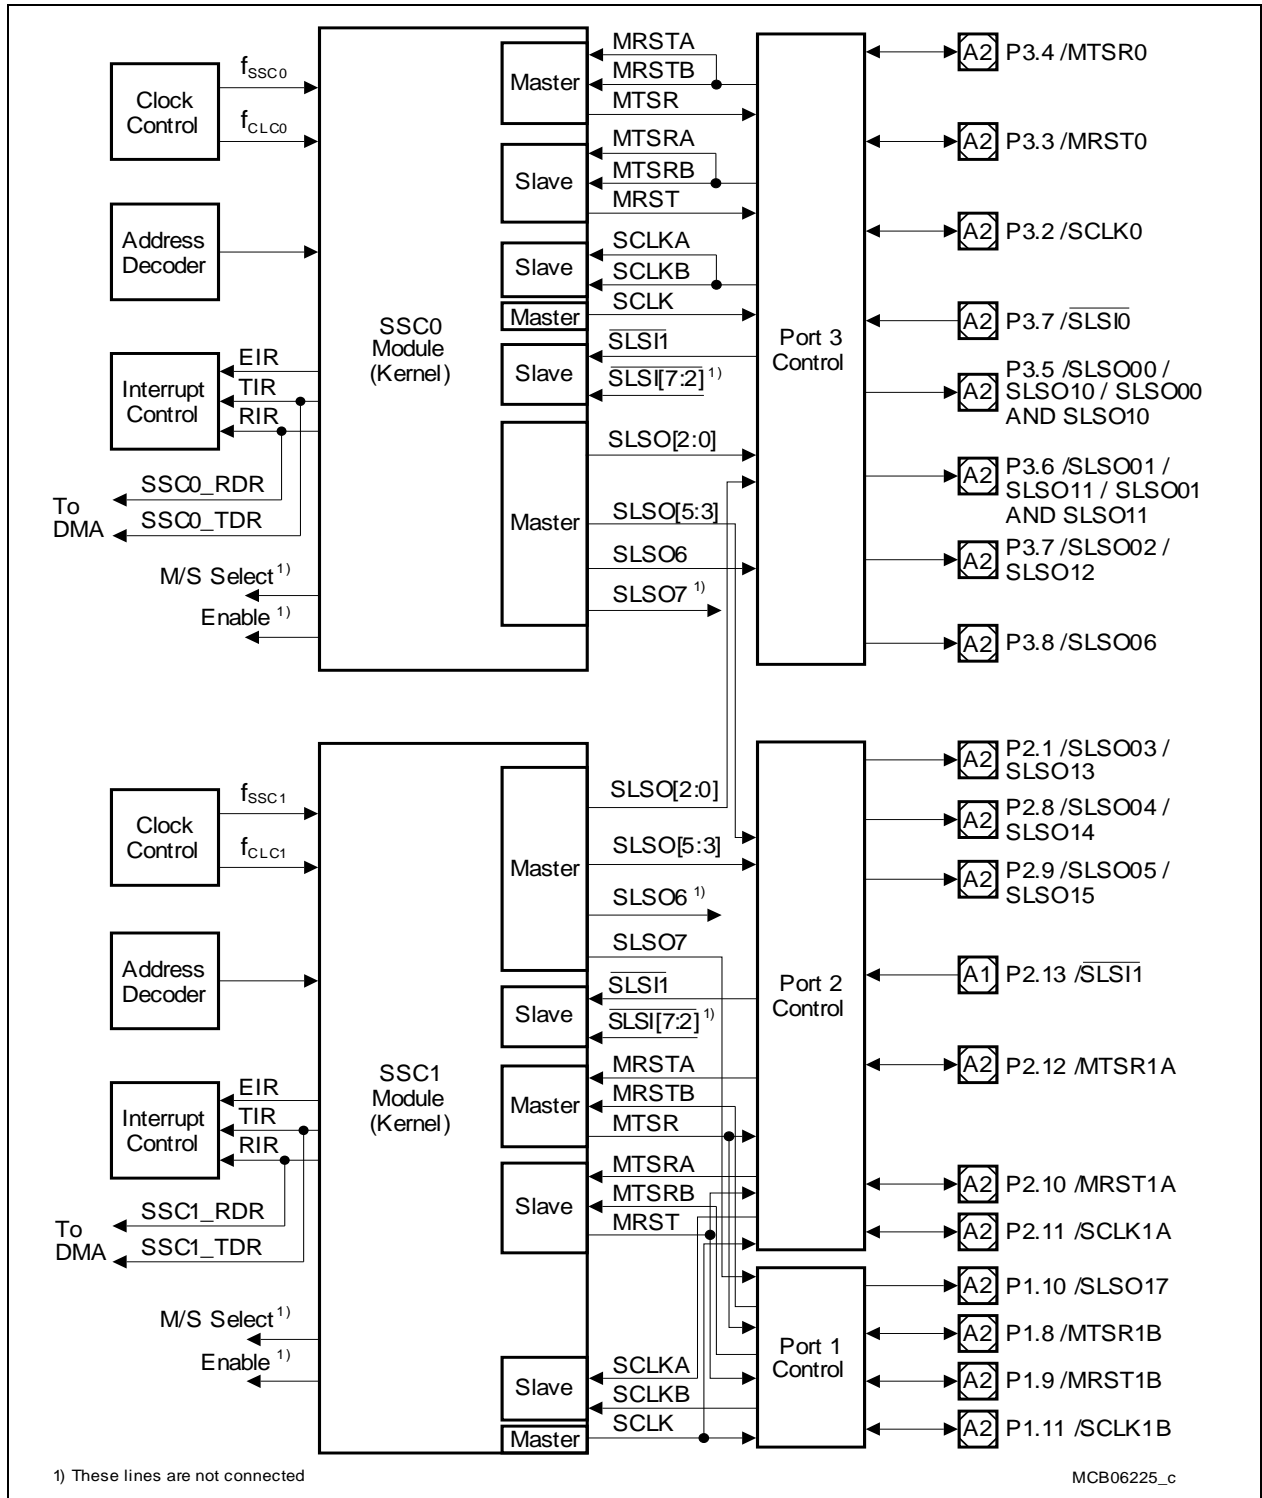 Clock
Control
fSSC0
fCLC0
Address
Decoder
Interrupt
Control
EIR
TIR
RIR
SSC0_RDR
SSC0_TDR
To
DMA
M/S Select 1)
Enable 1)
SSC0
Module
(Kernel)
Master
Slave
Slave
Master
Slave
Master
MRSTA
MRSTB
MTSR
MTSRA
MTSRB
MRST
SCLKA
SCLKB
SCLK
SLSI1
SLSI[7:2] 1)
SLSO[2:0]
SLSO[5:3]
SLSO6
SLSO7 1)
Port 3
Control
A2 P3.4 /MTSR0
A2 P3.3 /MRST0
A2 P3.2 /SCLK0
A2 P3.7 /SLSI0
A2 P3.5 /SLSO00 /
SLSO10 / SLSO00
AND SLSO10
A2 P3.6 /SLSO01 /
SLSO11 / SLSO01
AND SLSO11
A2 P3.7 /SLSO02 /
SLSO12
A2 P3.8 /SLSO06
Clock
Control
fSSC1
fCLC1
Address
Decoder
Interrupt
Control
EIR
TIR
RIR
SSC1_RDR
SSC1_TDR
To
DMA
M/S Select 1)
Enable 1)
SSC1
Module
(Kernel)
Master
Slave
Master
Slave
Slave
Master
SLSO[2:0]
SLSO[5:3]
SLSO6 1)
SLSO7
SLSI1
SLSI[7:2] 1)
MRSTA
MRSTB
MTSR
MTSRA
MTSRB
MRST
SCLKA
SCLKB
SCLK
Port 2
Control
Port 1
Control
A2 P2.1 /SLSO03 /
SLSO13
A2 P2.8 /SLSO04 /
SLSO14
A2 P2.9 /SLSO05 /
SLSO15
A1 P2.13 /SLSI1
A2 P2.12 /MTSR1A
A2 P2.10 /MRST1A
A2 P2.11 /SCLK1A
A2 P1.10 /SLSO17
A2 P1.8 /MTSR1B
A2 P1.9 /MRST1B
A2 P1.11 /SCLK1B
1) These lines are not connected
MCB06225_c